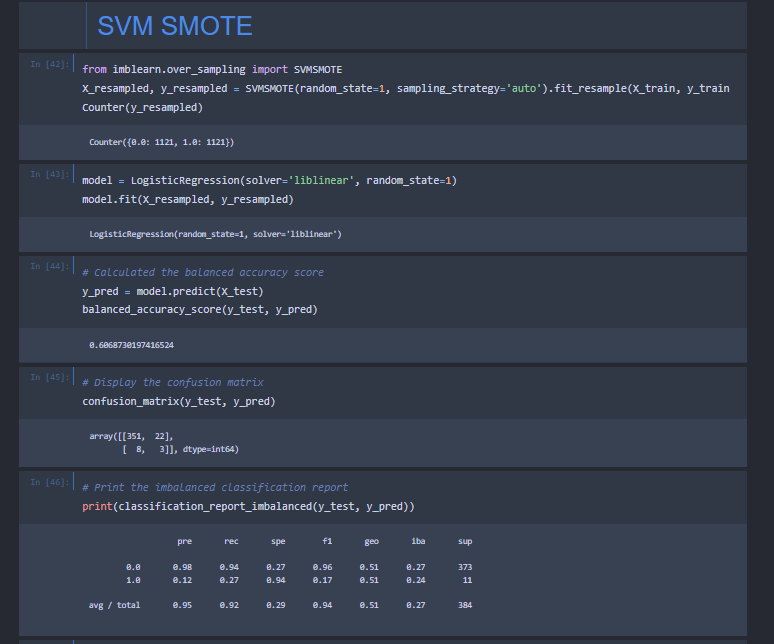 SVM SMOTE
In [42]:
from imblearn.over_sampling import SVMSMOTE
X_resampled, y_resampled = SVMSMOTE(random_state=1, sampling_strategy='auto').fit_resample(X_train, y_train
Counter(y_resampled)
Counter({0.0: 1121, 1.0: 1121})
In [43]:
model = LogisticRegression(solver='liblinear', random_state=1)
model.fit(X_resampled, y_resampled)
LogisticRegression(random_state=1, solver='liblinear')
In [44]:
# Calculated the balanced accuracy score
y_pred = model.predict(X_test)
balanced_accuracy_score(y_test, y_pred)
0.6068730197416524
In [45]:
# Display the confusion matrix
confusion_matrix(y_test, y_pred)
array([[351, 22],
[ 8, 3]], dtype=int64)
In [46]:
# Print the imbalanced classification report
print(classification_report_imbalanced(y_test, y_pred))
pre rec spe f1 geo iba sup
0.0 0.98 0.94 0.27 0.96 0.51 0.27 373
1.0 0.12 0.27 0.94 0.17 0.51 0.24 11
avg / total 0.95 0.92 0.29 0.94 0.51 0.27 384